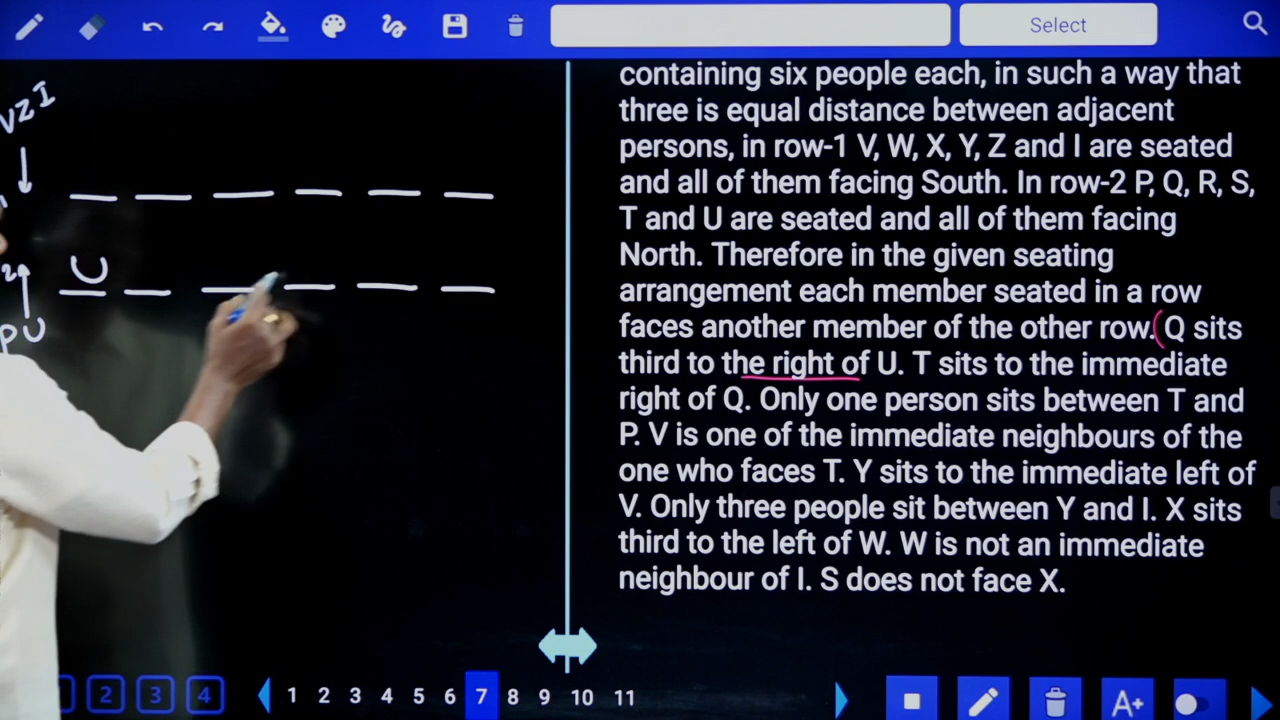 Select
containing six people each, in such a way that
three is equal distance between adjacent
persons, in row-1 V, W, X, Y, Z and I are seated
and all of them facing South. In row-2 P, Q, R, S,
T and U are seated and all of them facing
North. Therefore in the given seating
arrangement each member seated in a row
faces another member of the other row. Q sits
third to the right of U. T sits to the immediate
right of Q. Only one person sits between T and
P. V is one of the immediate neighbours of the
one who faces T. Y sits to the immediate left of
V. Only three people sit between Y and I. X sits
third to the left of W. W is not an immediate
neighbour of I. S does not face X.
VZI
U
2
PU
2 3 4
1 2 3 4 5 6 7 8 9 10 11
A+